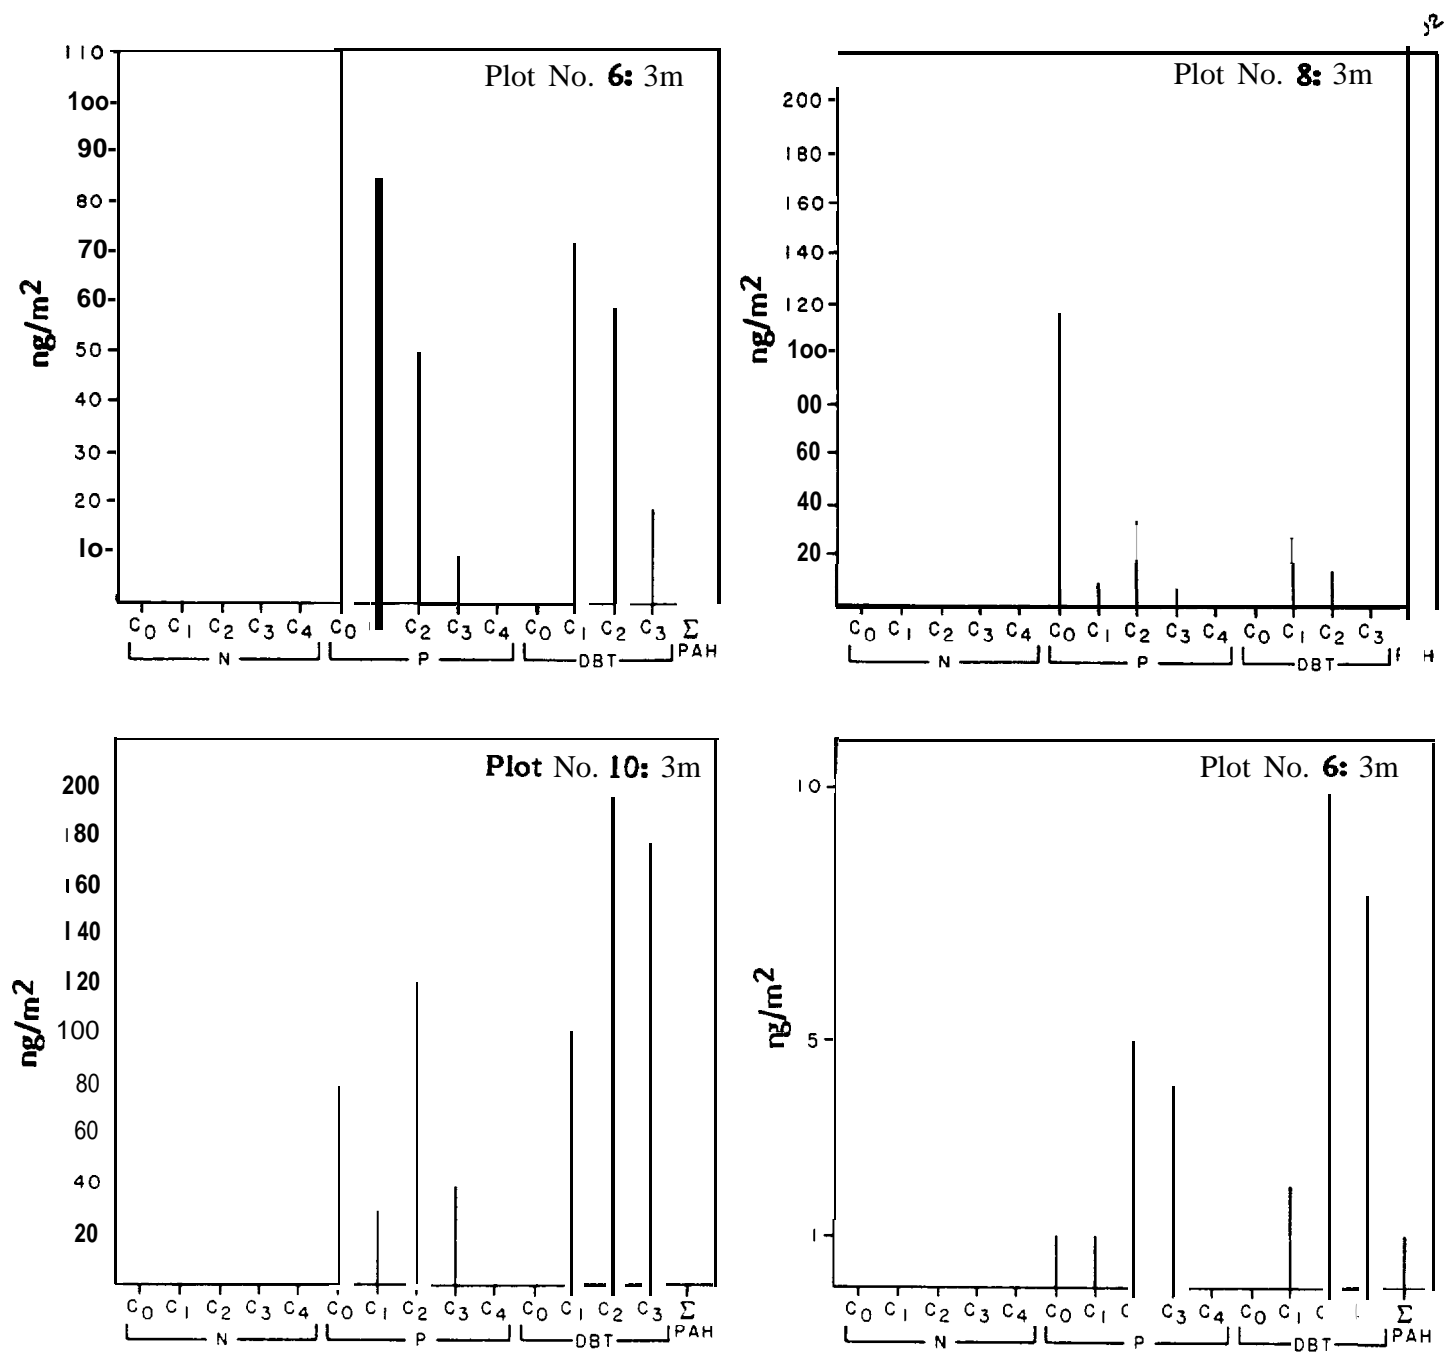 Plot No. 6: 3m
110
100
90
80
70
60
50
40
30
20
10
ng/m2
C0 C1 C2 C3 C4 C0 C2 C3 C4 C0 C1 C2 C3 Σ
N P DBT PAH
Plot No. 8: 3m
200
180
160
140
120
100
00
60
40
20
ng/m2
C0 C1 C2 C3 C4 C0 C1 C2 C3 C4 C0 C1 C2 C3
N P DBT H
Plot No. 10: 3m
200
180
160
140
120
100
80
60
40
20
ng/m2
C0 C1 C2 C3 C4 C0 C1 C2 C3 C4 C0 C1 C2 C3 Σ
N P DBT PAH
Plot No. 6: 3m
10
5
1
ng/m2
C0 C1 C2 C3 C4 C0 C1 C C3 C4 C0 C1 C Σ
N P DBT PAH